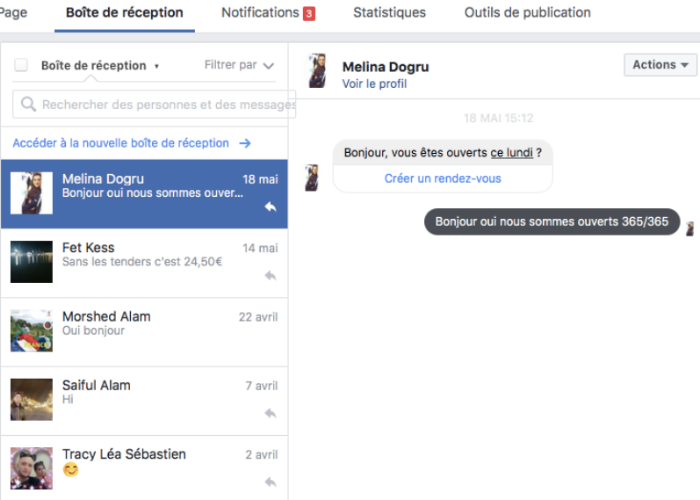 Page
Boîte de réception
Notifications 3
Statistiques
Outils de publication
Boîte de réception
Filtrer par
Rechercher des personnes et des messages
Accéder à la nouvelle boîte de réception
Melina Dogru
18 mai
Bonjour oui nous sommes ouver...
Fet Kess
14 mai
Sans les tenders c'est 24,50€
Morshed Alam
22 avril
Oui bonjour
Saiful Alam
7 avril
Hi
Tracy Léa Sébastien
2 avril
Melina Dogru
Voir le profil
Actions
18 MAI 15:12
Bonjour, vous êtes ouverts ce lundi ?
Créer un rendez-vous
Bonjour oui nous sommes ouverts 365/365